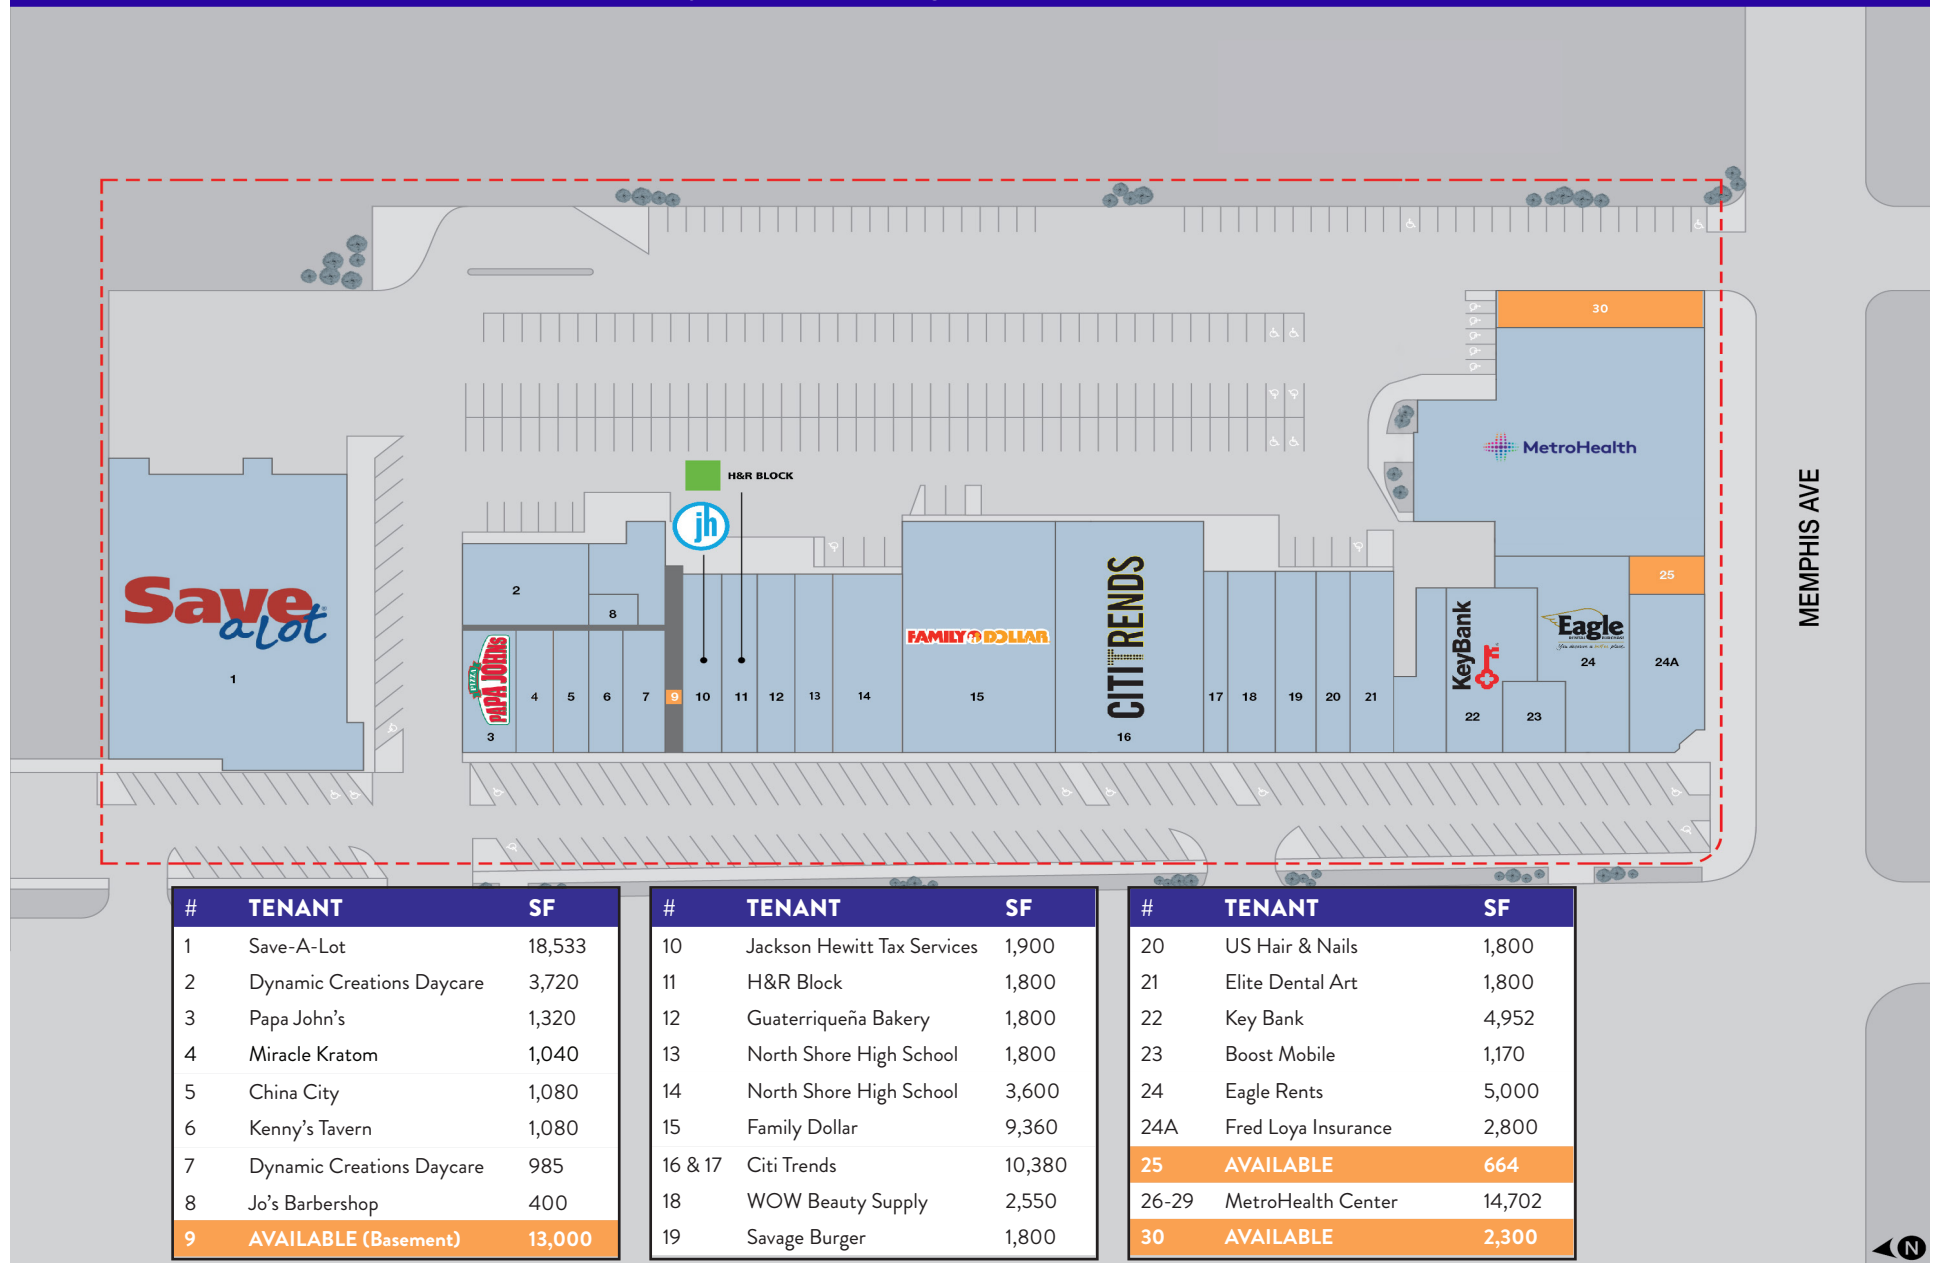 30
MetroHealth
H&R BLOCK
jh
MEMPHIS AVE
25
Save
a Lot
1
2
8
PIZZA
PAPA JOHNS
3
4
5
6
7
9
10
11
12
13
14
FAMILY DOLLAR
15
CITITRENDS
16
17
18
19
20
21
KeyBank
22
23
Eagle
24
24A
# TENANT SF
1 Save-A-Lot 18,533
2 Dynamic Creations Daycare 3,720
3 Papa John's 1,320
4 Miracle Kratom 1,040
5 China City 1,080
6 Kenny's Tavern 1,080
7 Dynamic Creations Daycare 985
8 Jo's Barbershop 400
9 AVAILABLE (Basement) 13,000
# TENANT SF
10 Jackson Hewitt Tax Services 1,900
11 H&R Block 1,800
12 Guaterriqueña Bakery 1,800
13 North Shore High School 1,800
14 North Shore High School 3,600
15 Family Dollar 9,360
16 & 17 Citi Trends 10,380
18 WOW Beauty Supply 2,550
19 Savage Burger 1,800
# TENANT SF
20 US Hair & Nails 1,800
21 Elite Dental Art 1,800
22 Key Bank 4,952
23 Boost Mobile 1,170
24 Eagle Rents 5,000
24A Fred Loya Insurance 2,800
25 AVAILABLE 664
26-29 MetroHealth Center 14,702
30 AVAILABLE 2,300
N